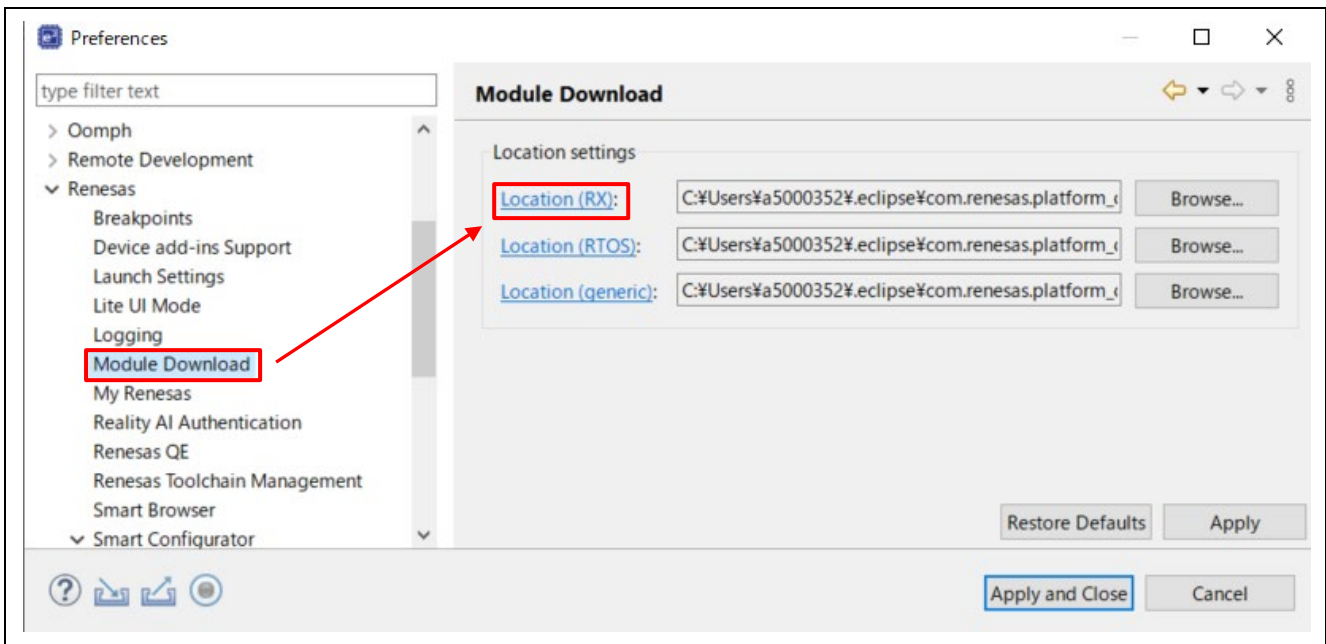 Preferences
type filter text
Oomph
Remote Development
Renesas
Breakpoints
Device add-ins Support
Launch Settings
Lite UI Mode
Logging
Module Download
My Renesas
Reality AI Authentication
Renesas QE
Renesas Toolchain Management
Smart Browser
Smart Configurator
Module Download
Location settings
Location (RX): C:¥Users¥a5000352¥.eclipse¥com.renesas.platform_ Browse...
Location (RTOS): C:¥Users¥a5000352¥.eclipse¥com.renesas.platform_ Browse...
Location (generic): C:¥Users¥a5000352¥.eclipse¥com.renesas.platform_ Browse...
Restore Defaults Apply
Apply and Close Cancel